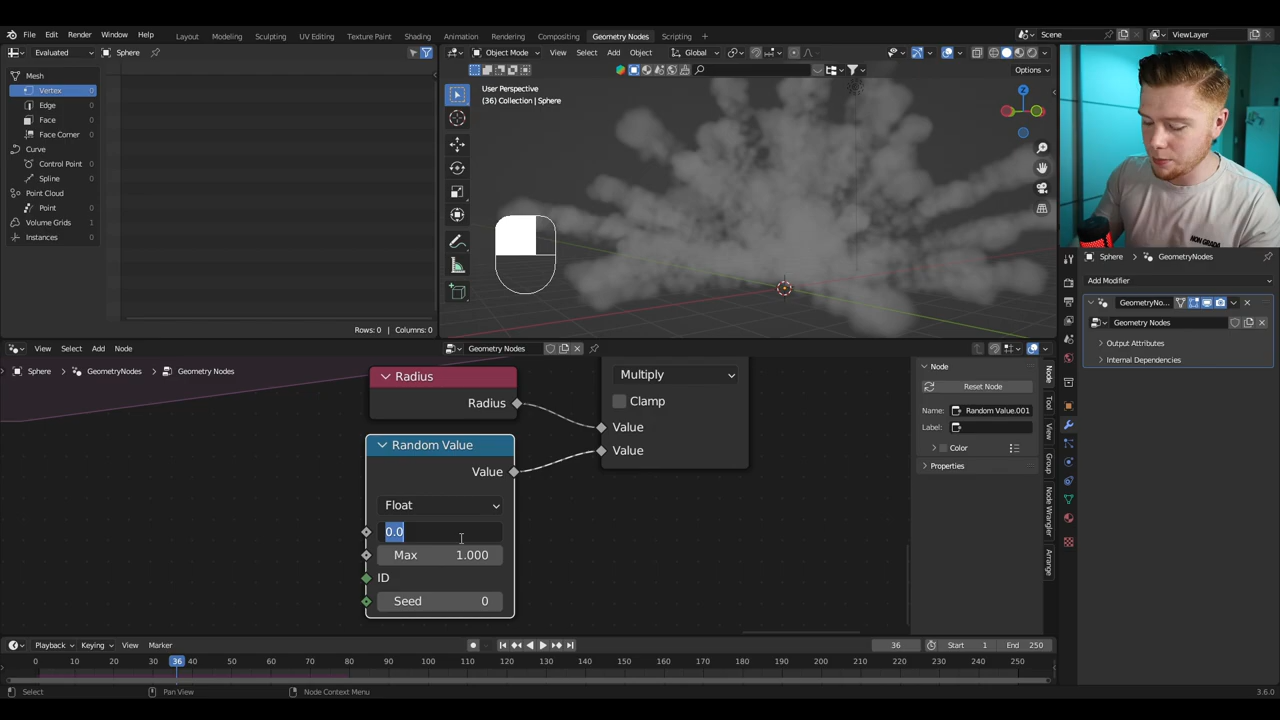 File Edit Render Window Help Layout Modeling Sculpting UV Editing Texture Paint Shading Animation Rendering Compositing Geometry Nodes Scripting Scene ViewLayer
Evaluated Sphere
Object Mode View Select Add Object Global
Options
Mesh
Vertex 0
Edge 0
Face 0
Face Corner 0
Curve
Control Point 0
Spline 0
Point Cloud
Point 0
Volume Grids 1
Instances 0
Rows: 0 | Columns: 0
User Perspective
(36) Collection | Sphere
Z
MON GRADA
Sphere > GeometryNodes
Add Modifier
GeometryNo...
Geometry Nodes
Output Attributes
Internal Dependencies
View Select Add Node Geometry Nodes
Sphere > GeometryNodes > Geometry Nodes
Radius
Radius
Random Value
Value
Float
0.0
Max 1.000
ID
Seed 0
Multiply
Clamp
Value
Value
Node
Reset Node
Name: Random Value.001
Label:
Color
Properties
Node
Tool
View
Group
Node Wrangler
Arrange
Playback Keying View Marker 36 Start 1 End 250
0 10 20 30 36 40 50 60 70 80 90 100 110 120 130 140 150 160 170 180 190 200 210 220 230 240 250
Select Pan View Node Context Menu 3.6.0